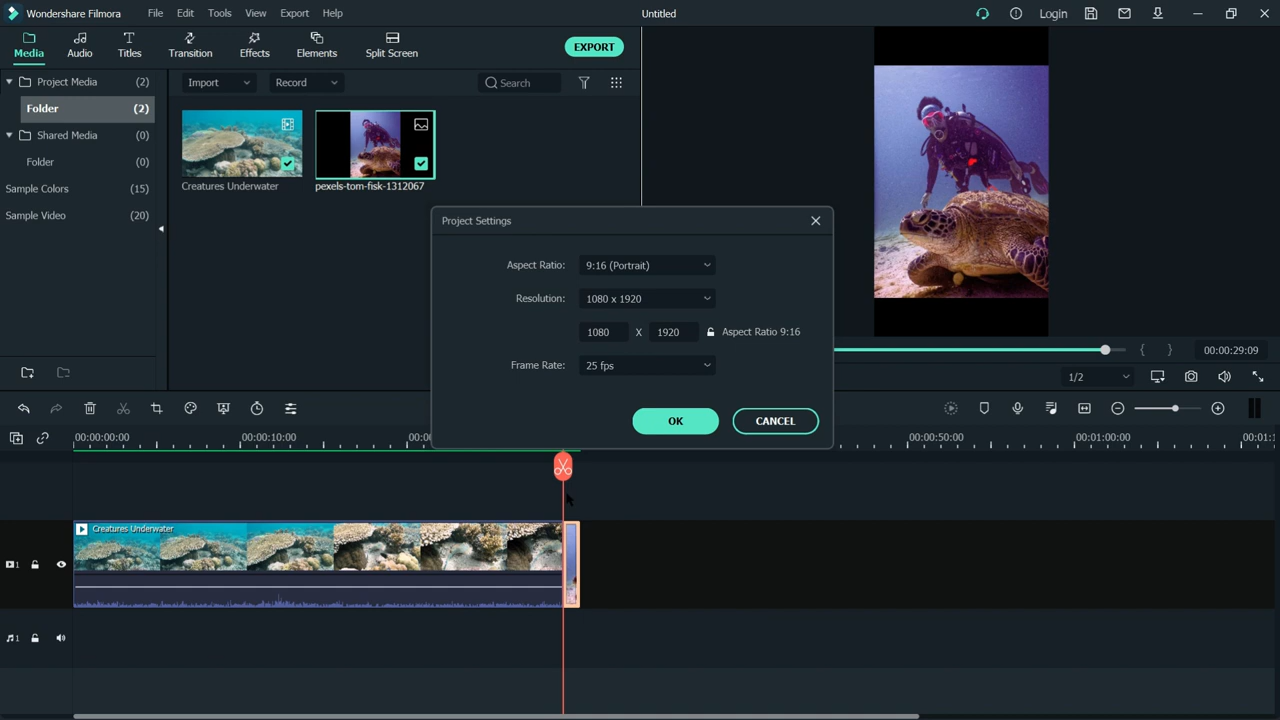 Wondershare Filmora File Edit Tools View Export Help Untitled Login
Media Audio Titles Transition Effects Elements Split Screen EXPORT
Project Media (2) Import Record Search
Folder (2)
Shared Media (0)
Folder (0)
Sample Colors (15)
Sample Video (20)
Creatures Underwater pexels-tom-fisk-1312067
Project Settings
Aspect Ratio: 9:16 (Portrait)
Resolution: 1080 x 1920
1080 X 1920 Aspect Ratio 9:16
Frame Rate: 25 fps
OK CANCEL
{ } 00:00:29:09
1/2
00:00:00:00 00:00:10:00 00:00:50:00 00:01:00:00
Creatures Underwater
1
1